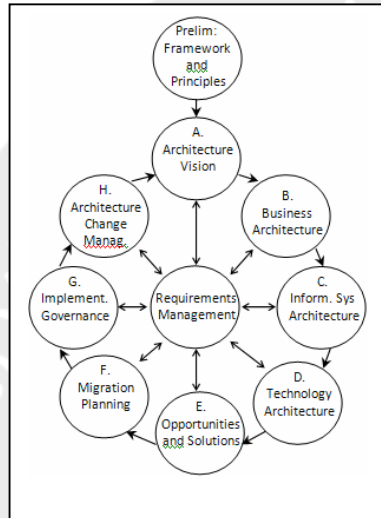 Prelim:
Framework
and
Principles
A.
Architecture
Vision
H.
Architecture
Change
Manag.
B.
Business
Architecture
G.
Implement.
Governance
Requirements
Management
C.
Inform. Sys
Architecture
F.
Migration
Planning
E.
Opportunities
and Solutions
D.
Technology
Architecture